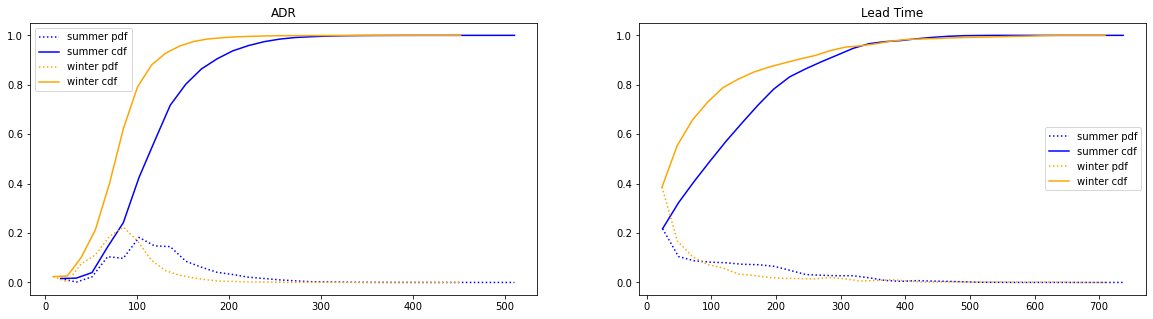 ADR
summer pdf
summer cdf
winter pdf
winter cdf
1.0
0.8
0.6
0.4
0.2
0.0
0 100 200 300 400 500
Lead Time
summer pdf
summer cdf
winter pdf
winter cdf
1.0
0.8
0.6
0.4
0.2
0.0
0 100 200 300 400 500 600 700